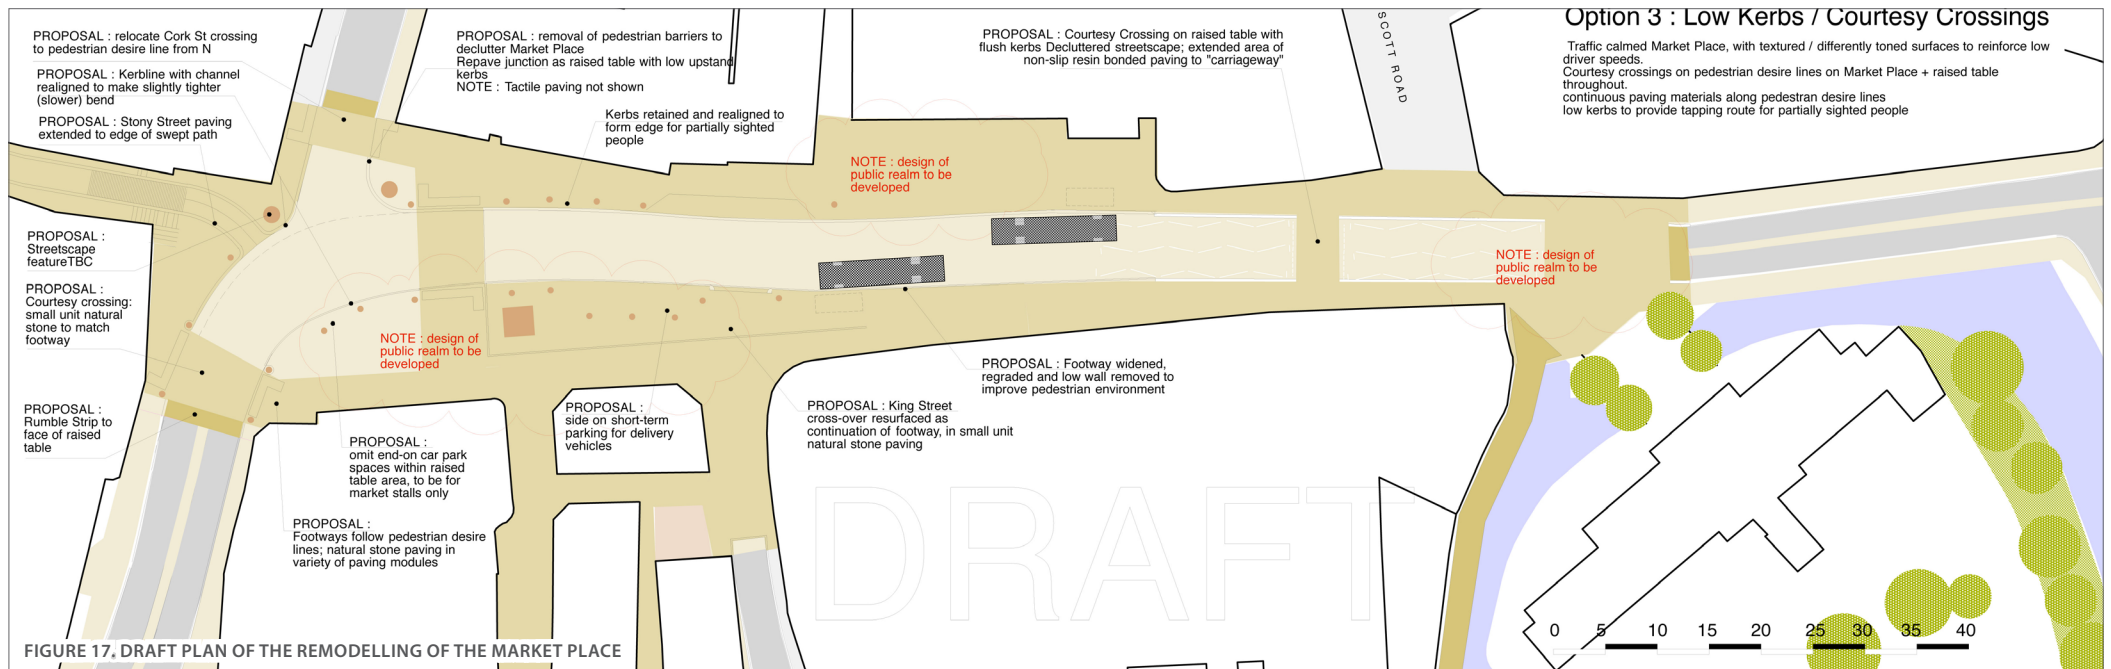 Option 3 : Low Kerbs / Courtesy Crossings
Traffic calmed Market Place, with textured / differently toned surfaces to reinforce low
driver speeds.
Courtesy crossings on pedestrian desire lines on Market Place + raised table
throughout.
continuous paving materials along pedestran desire lines
low kerbs to provide tapping route for partially sighted people
PROPOSAL : relocate Cork St crossing
to pedestrian desire line from N
PROPOSAL : Kerbline with channel
realigned to make slightly tighter
(slower) bend
PROPOSAL : Stony Street paving
extended to edge of swept path
PROPOSAL : removal of pedestrian barriers to
declutter Market Place
Repave junction as raised table with low upstand
kerbs
NOTE : Tactile paving not shown
Kerbs retained and realigned to
form edge for partially sighted
people
NOTE : design of
public realm to be
developed
PROPOSAL : Courtesy Crossing on raised table with
flush kerbs Decluttered streetscape; extended area of
non-slip resin bonded paving to "carriageway"
SCOTT ROAD
PROPOSAL :
Streetscape
featureTBC
PROPOSAL :
Courtesy crossing:
small unit natural
stone to match
footway
PROPOSAL :
Rumble Strip to
face of raised
table
NOTE : design of
public realm to be
developed
NOTE : design of
public realm to be
developed
PROPOSAL :
omit end-on car park
spaces within raised
table area, to be for
market stalls only
PROPOSAL :
Footways follow pedestrian desire
lines; natural stone paving in
variety of paving modules
PROPOSAL :
side on short-term
parking for delivery
vehicles
PROPOSAL : King Street
cross-over resurfaced as
continuation of footway, in small unit
natural stone paving
PROPOSAL : Footway widened,
regraded and low wall removed to
improve pedestrian environment
DRAFT
0 5 10 15 20 25 30 35 40
FIGURE 17. DRAFT PLAN OF THE REMODELLING OF THE MARKET PLACE